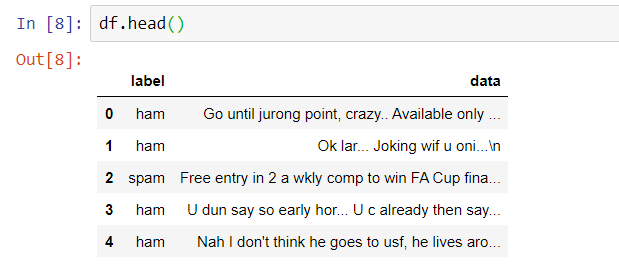 In [8]: df.head()
Out[8]:
label data
0 ham Go until jurong point, crazy.. Available only ...
1 ham Ok lar... Joking wif u oni...\n
2 spam Free entry in 2 a wkly comp to win FA Cup fina...
3 ham U dun say so early hor... U c already then say...
4 ham Nah I don't think he goes to usf, he lives aro...